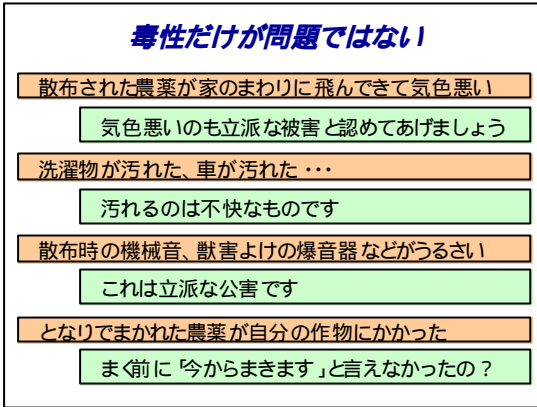 毒性だけが問題ではない
散布された農薬が家のまわりに飛んできて気色悪い
気色悪いのも立派な被害と認めてあげましょう
洗濯物が汚れた、車が汚れた・・・
汚れるのは不快なものです
散布時の機械音、獣害よけの爆音器などがうるさい
これは立派な公害です
となりでまかれた農薬が自分の作物にかかった
まく前に「今からまきます」と言えなかったの？